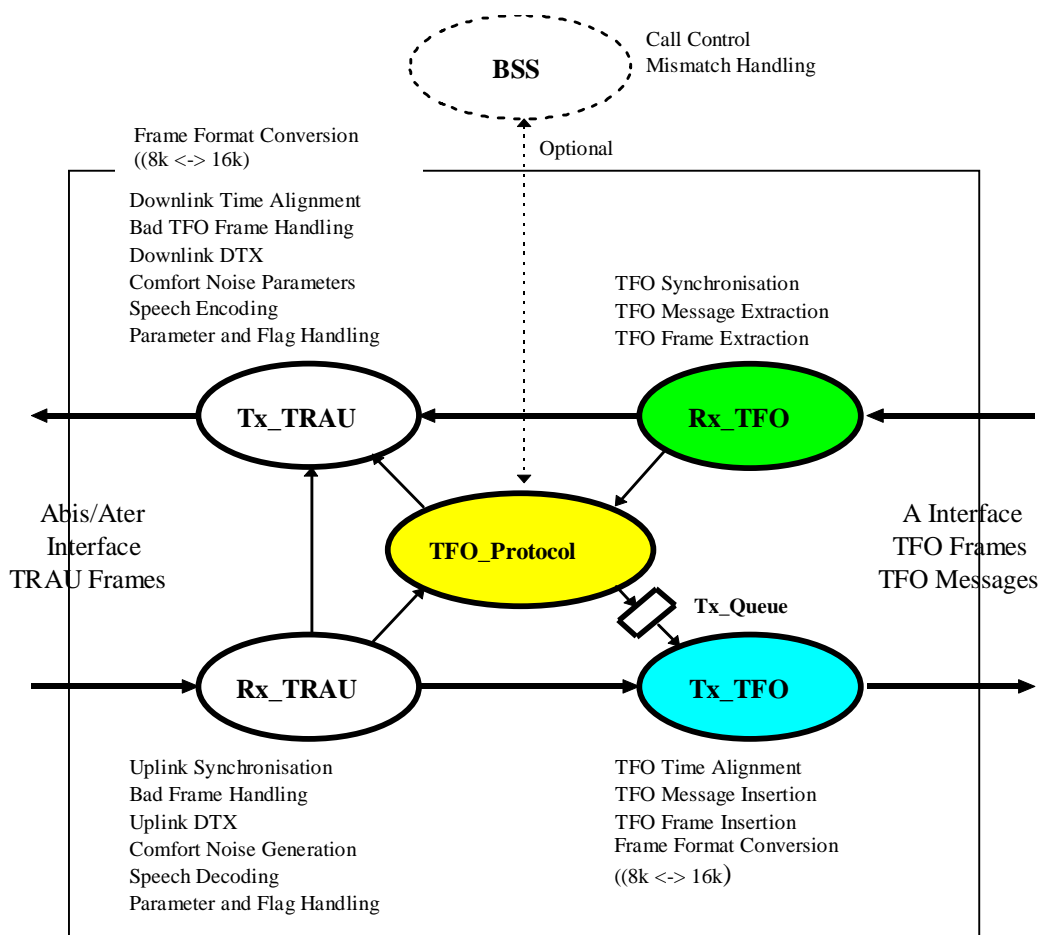 BSS
Call Control
Mismatch Handling
Optional
Frame Format Conversion
((8k <-> 16k)
Downlink Time Alignment
Bad TFO Frame Handling
Downlink DTX
Comfort Noise Parameters
Speech Encoding
Parameter and Flag Handling
TFO Synchronisation
TFO Message Extraction
TFO Frame Extraction
Tx_TRAU
Rx_TFO
Abis/Ater
Interface
TRAU Frames
TFO_Protocol
A Interface
TFO Frames
TFO Messages
Tx_Queue
Rx_TRAU
Tx_TFO
Uplink Synchronisation
Bad Frame Handling
Uplink DTX
Comfort Noise Generation
Speech Decoding
Parameter and Flag Handling
TFO Time Alignment
TFO Message Insertion
TFO Frame Insertion
Frame Format Conversion
((8k <-> 16k)